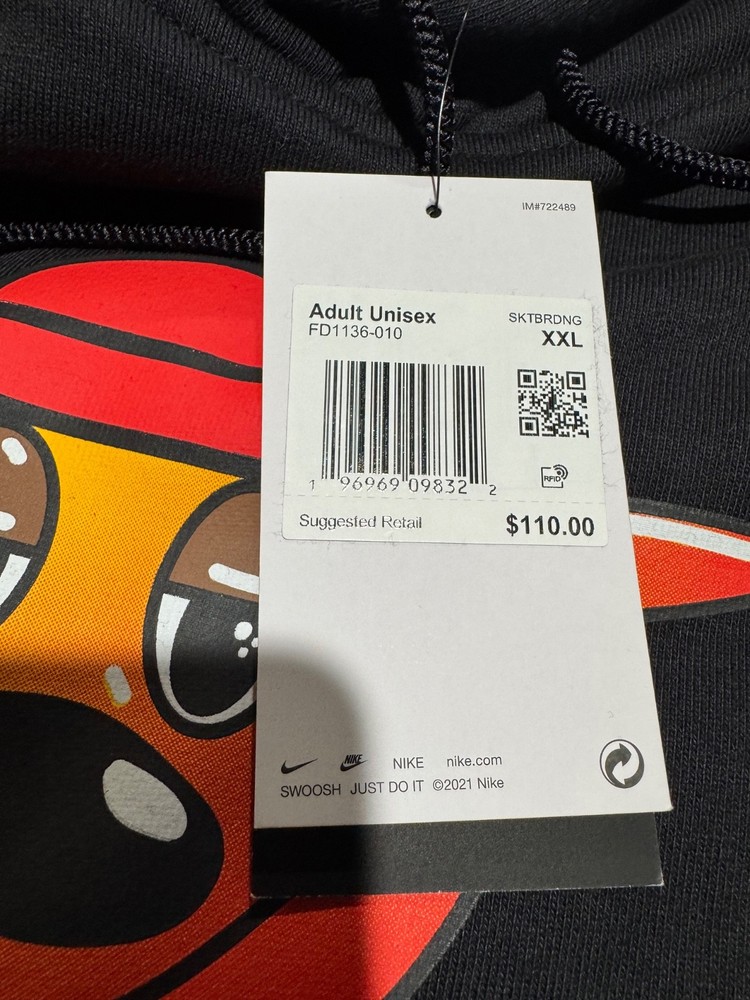 IM#722489
Adult Unisex
FD1136-010
SKTBRDNG
XXL
RFID
1 96969 09832 2
Suggested Retail $110.00
NIKE NIKE nike.com
SWOOSH JUST DO IT ©2021 Nike